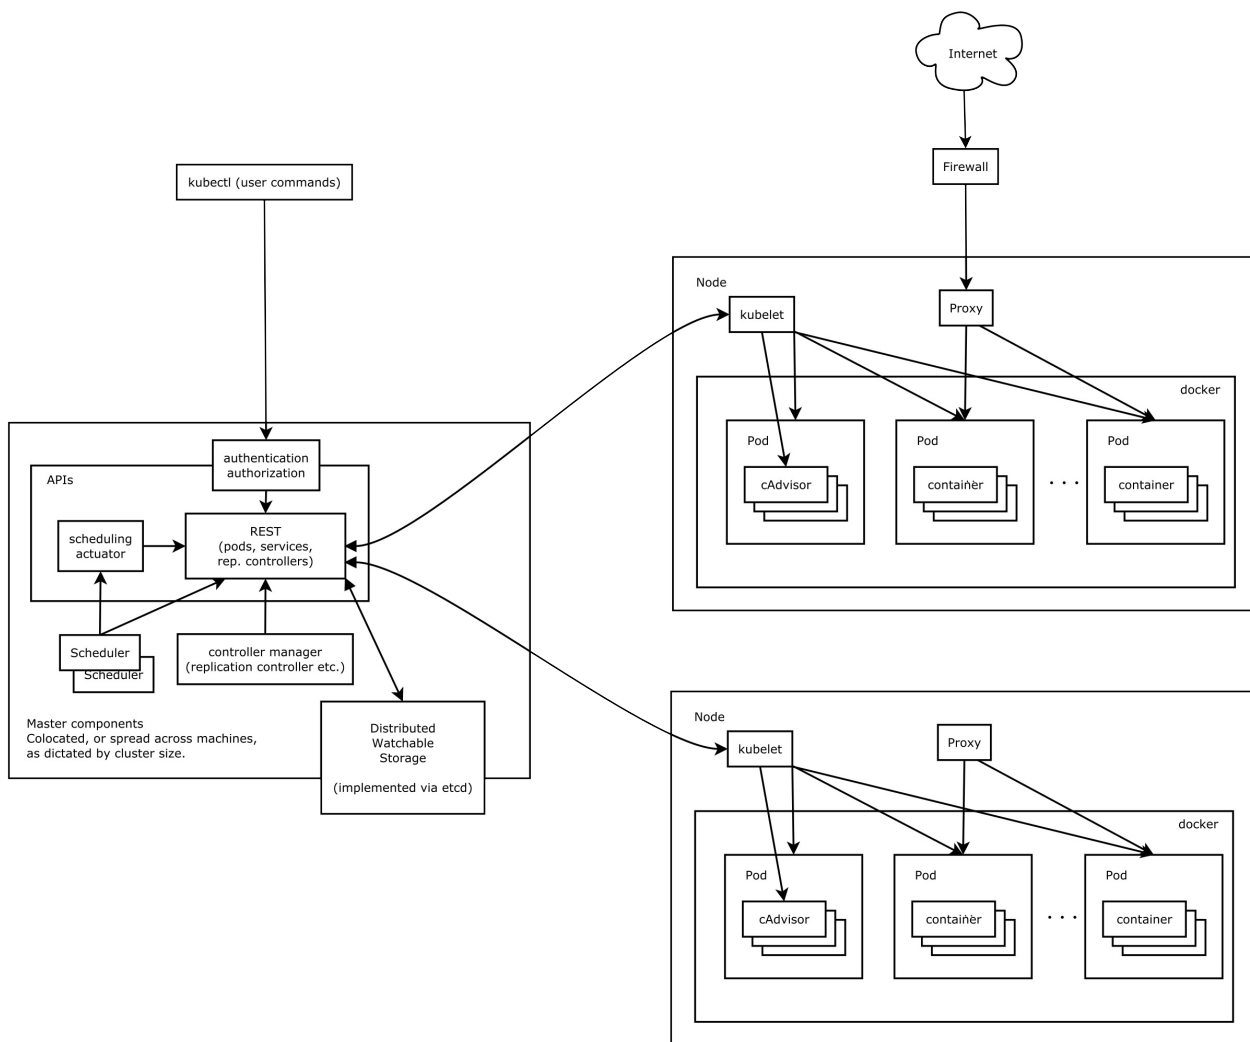 Internet
Firewall
kubectl (user commands)
Node
kubelet
Proxy
docker
Pod
cAdvisor
Pod
container
. . .
Pod
container
authentication
authorization
APIs
REST
(pods, services,
rep. controllers)
scheduling
actuator
Scheduler
Scheduler
controller manager
(replication controller etc.)
Master components
Colocated, or spread across machines,
as dictated by cluster size.
Distributed
Watchable
Storage
(implemented via etcd)
Node
kubelet
Proxy
docker
Pod
cAdvisor
Pod
container
. . .
Pod
container